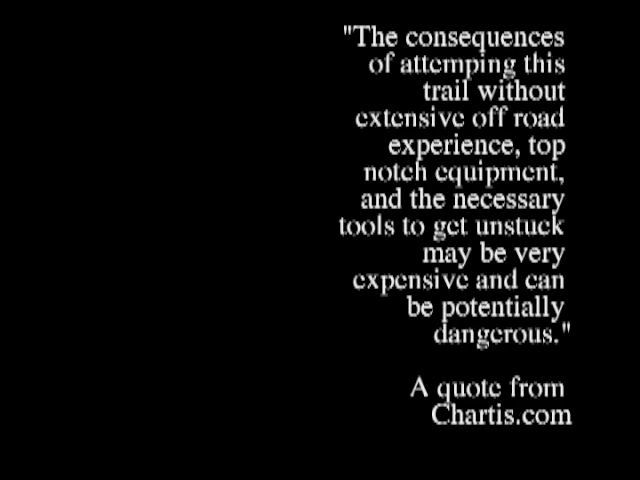 "The consequences
of attemping this
trail without
extensive off road
experience, top
notch equipment,
and the necessary
tools to get unstuck
may be very
expensive and can
be potentially
dangerous."
A quote from
Chartis.com